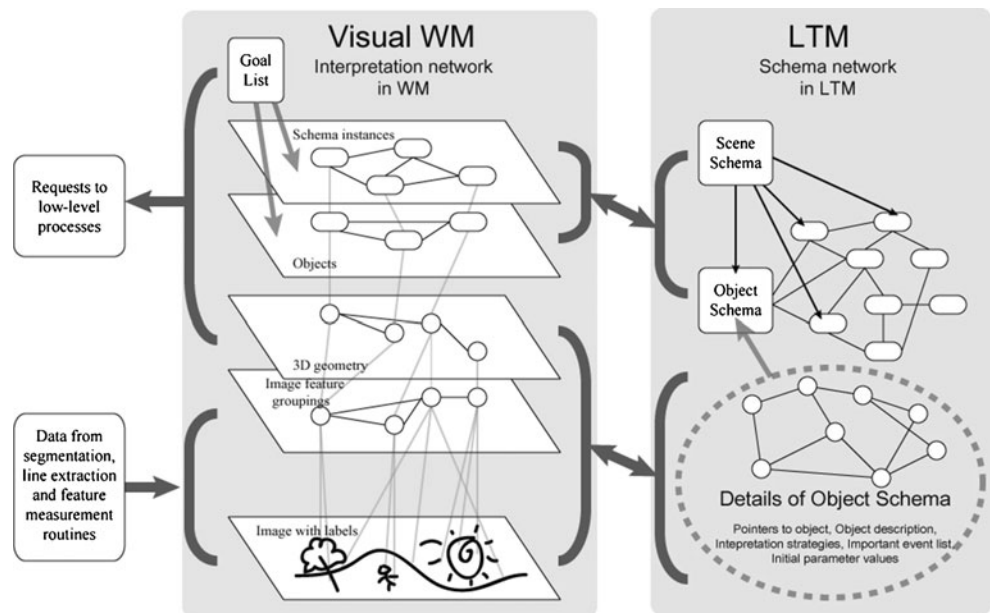 Visual WM
Interpretation network
in WM
Goal
List
Schema instances
Objects
3D geometry
Image feature
groupings
Image with labels
Requests to
low-level
processes
Data from
segmentation,
line extraction
and feature
measurement
routines
LTM
Schema network
in LTM
Scene
Schema
Object
Schema
Details of Object Schema
Pointers to object, Object description,
Intepretation strategies, Important event list,
Initial parameter values